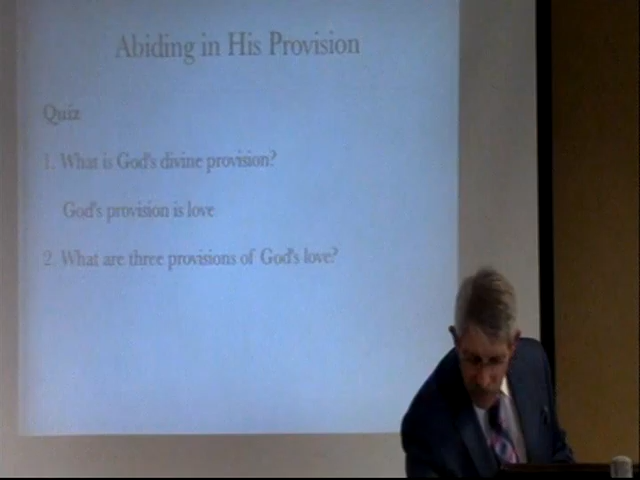 Abiding in His Provision
Quiz
1. What is God's divine provision?
God's provision is love
2. What are three provisions of God's love?